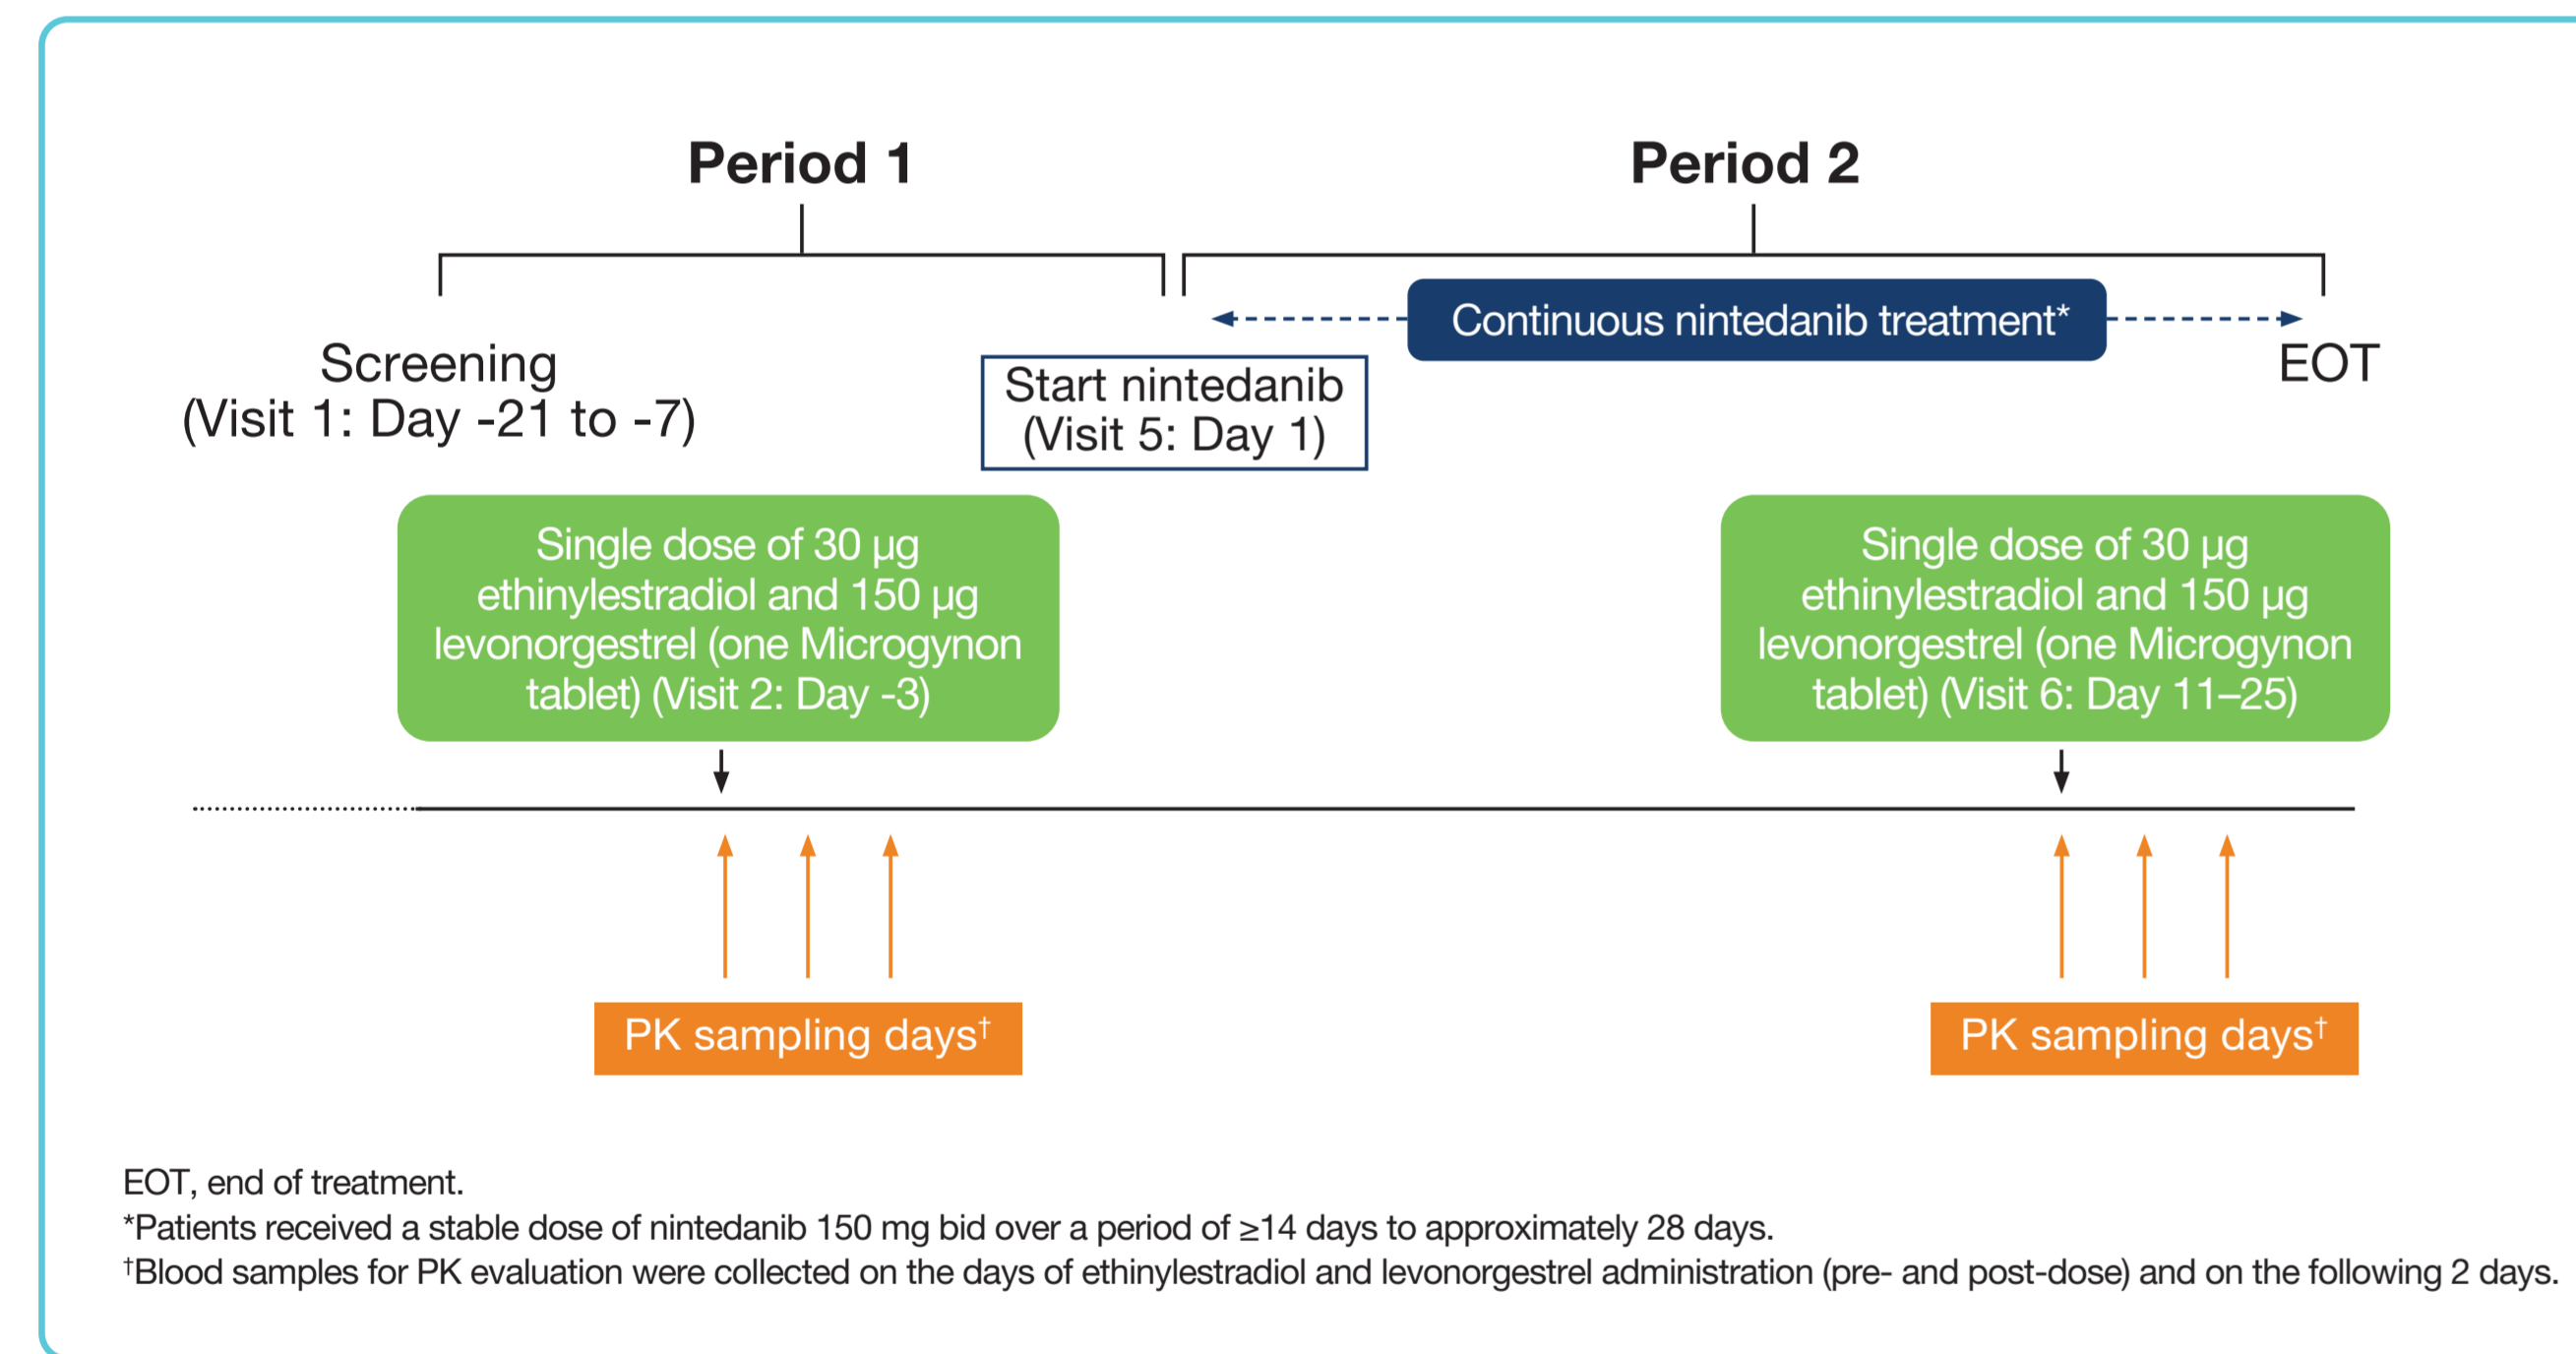 Period 1
Period 2
Continuous nintedanib treatment*
Screening
(Visit 1: Day -21 to -7)
Start nintedanib
(Visit 5: Day 1)
EOT
Single dose of 30 µg
ethinylestradiol and 150 µg
levonorgestrel (one Microgynon
tablet) (Visit 2: Day -3)
Single dose of 30 µg
ethinylestradiol and 150 µg
levonorgestrel (one Microgynon
tablet) (Visit 6: Day 11–25)
PK sampling days†
PK sampling days†
EOT, end of treatment.
*Patients received a stable dose of nintedanib 150 mg bid over a period of ≥14 days to approximately 28 days.
†Blood samples for PK evaluation were collected on the days of ethinylestradiol and levonorgestrel administration (pre- and post-dose) and on the following 2 days.